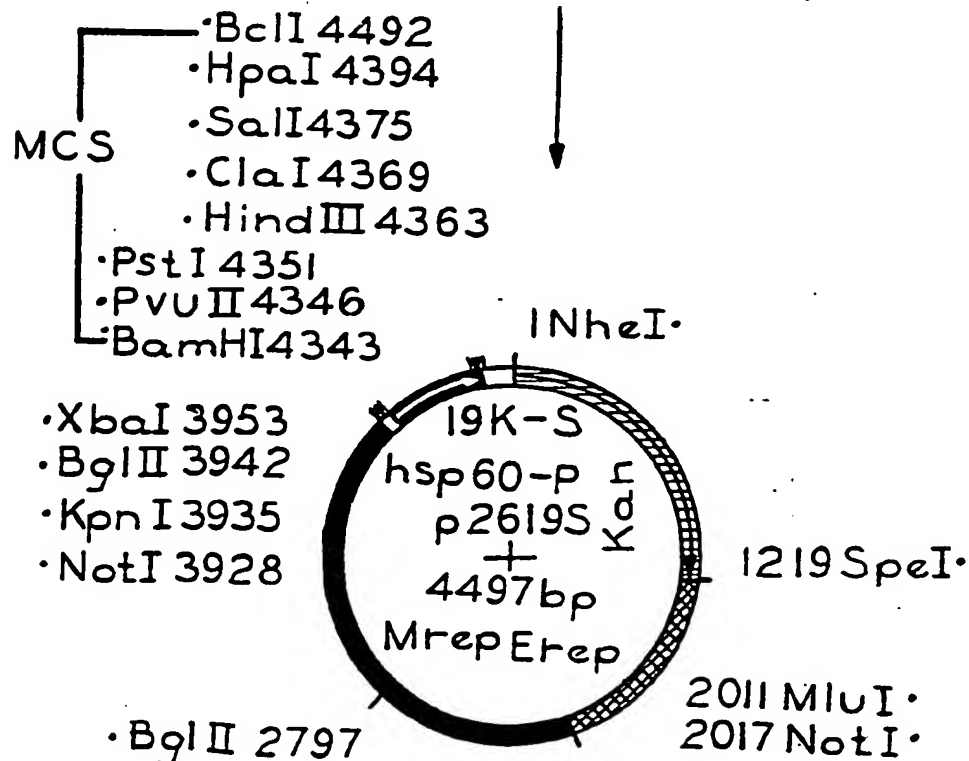 ·BclI 4492
·HpaI 4394
·SalI 4375
MCS
·ClaI 4369
·HindIII 4363
·PstI 4351
·PvuII 4346
·BamHI 4343
1NheI·
·XbaI 3953
·BglII 3942
·KpnI 3935
·NotI 3928
19K-S
hsp60-p
Kan
p2619S
4497bp
Mrep Erep
1219 SpeI·
2011 MluI·
2017 NotI·
·BglII 2797